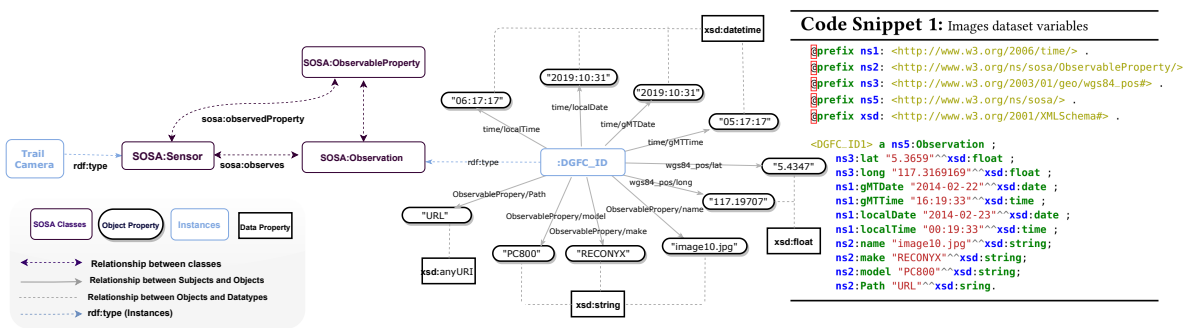 xsd:datetime
SOSA:ObservableProperty
"2019:10:31"
"2019:10:31"
"06:17:17"
time/localDate
sosa:observedProperty
time/localTime
time/gMTDate
"05:17:17"
time/gMTTime
Trail
Camera
rdf:type
SOSA:Sensor
sosa:observes
SOSA:Observation
rdf:type
:DGFC_ID
wgs84_pos/lat
"5.4347"
wgs84_pos/long
"117.19707"
ObservablePropery/Path
ObservablePropery/name
"URL"
ObservablePropery/model
ObservablePropery/make
"PC800"
"RECONYX"
"image10.jpg"
xsd:float
xsd:anyURI
xsd:string
SOSA Classes
Object Property
Instances
Data Property
Relationship between classes
Relationship between Subjects and Objects
Relationship between Objects and Datatypes
rdf:type (Instances)
Code Snippet 1: Images dataset variables
@prefix ns1: <http://www.w3.org/2006/time/> .
@prefix ns2: <http://www.w3.org/ns/sosa/ObservableProperty/>
@prefix ns3: <http://www.w3.org/2003/01/geo/wgs84_pos#> .
@prefix ns5: <http://www.w3.org/ns/sosa/> .
@prefix xsd: <http://www.w3.org/2001/XMLSchema#> .
<DGFC_ID1> a ns5:Observation ;
ns3:lat "5.3659"^^xsd:float ;
ns3:long "117.3169169"^^xsd:float ;
ns1:gMTDate "2014-02-22"^^xsd:date ;
ns1:gMTTime "16:19:33"^^xsd:time ;
ns1:localDate "2014-02-23"^^xsd:date ;
ns1:localTime "00:19:33"^^xsd:time ;
ns2:name "image10.jpg"^^xsd:string;
ns2:make "RECONYX"^^xsd:string;
ns2:model "PC800"^^xsd:string;
ns2:Path "URL"^^xsd:sring.